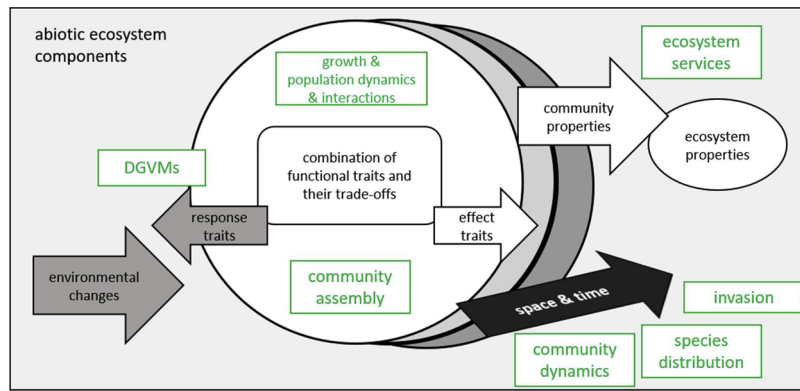 abiotic ecosystem
components
growth &
population dynamics
& interactions
ecosystem
services
community
properties
ecosystem
properties
DGVMs
combination of
functional traits and
their trade-offs
response
traits
effect
traits
environmental
changes
community
assembly
space & time
invasion
community
dynamics
species
distribution